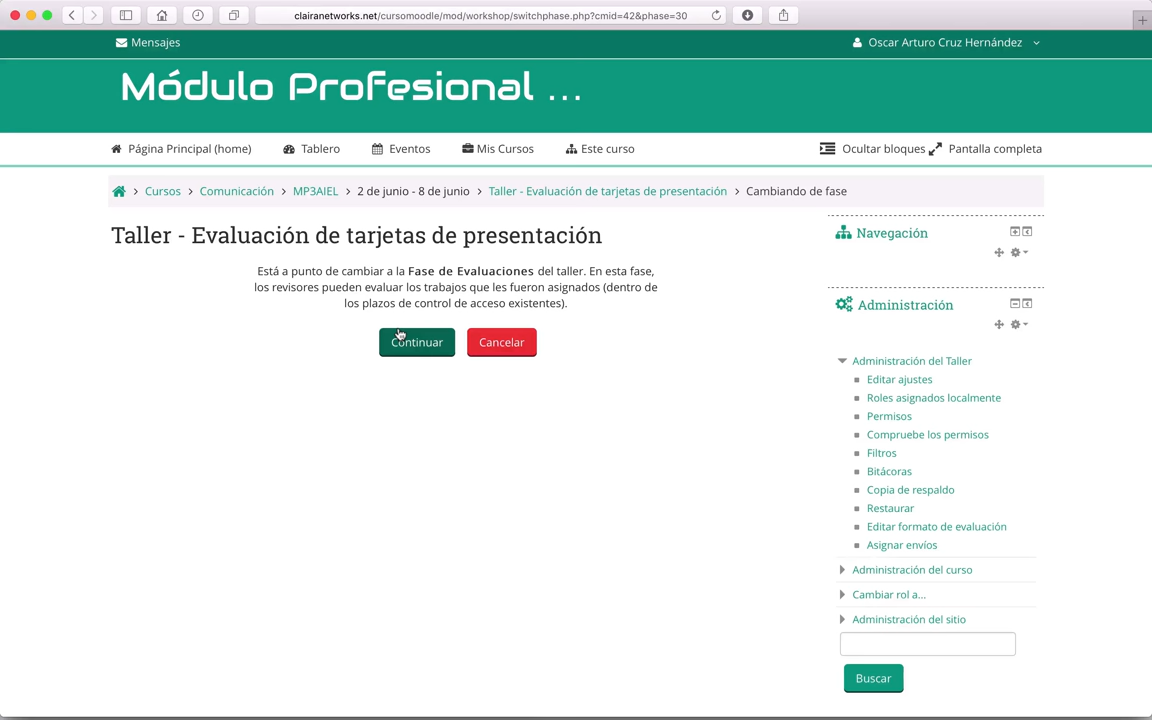 clairanetworks.net/cursomoodle/mod/workshop/switchphase.php?cmid=42&phase=30
Mensajes
Oscar Arturo Cruz Hernández
Módulo Profesional ...
Página Principal (home)
Tablero
Eventos
Mis Cursos
Este curso
Ocultar bloques
Pantalla completa
Cursos
Comunicación
MP3AIEL
2 de junio - 8 de junio
Taller - Evaluación de tarjetas de presentación
Cambiando de fase
Taller - Evaluación de tarjetas de presentación
Está a punto de cambiar a la Fase de Evaluaciones del taller. En esta fase,
los revisores pueden evaluar los trabajos que les fueron asignados (dentro de
los plazos de control de acceso existentes).
Continuar
Cancelar
Navegación
Administración
Administración del Taller
Editar ajustes
Roles asignados localmente
Permisos
Compruebe los permisos
Filtros
Bitácoras
Copia de respaldo
Restaurar
Editar formato de evaluación
Asignar envíos
Administración del curso
Cambiar rol a...
Administración del sitio
Buscar